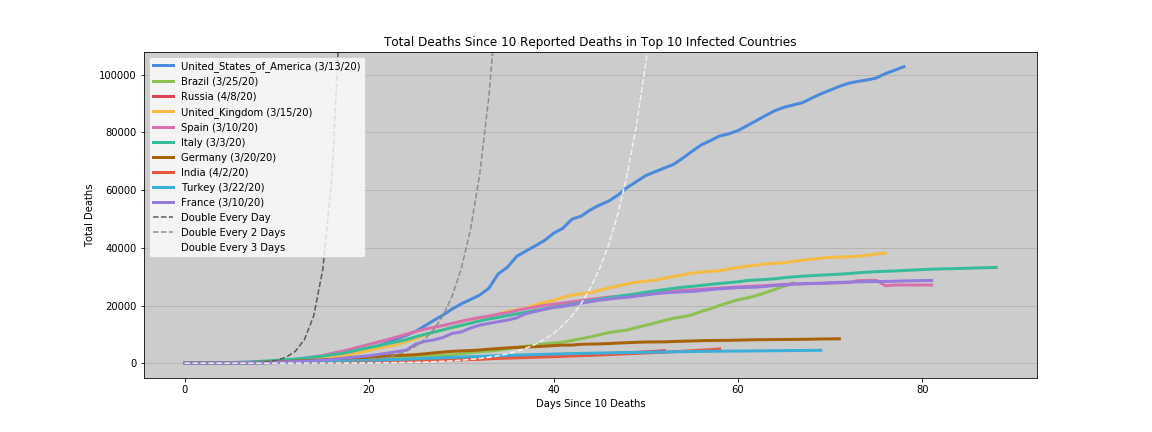 Total Deaths Since 10 Reported Deaths in Top 10 Infected Countries
United_States_of_America (3/13/20)
Brazil (3/25/20)
Russia (4/8/20)
United_Kingdom (3/15/20)
Spain (3/10/20)
Italy (3/3/20)
Germany (3/20/20)
India (4/2/20)
Turkey (3/22/20)
France (3/10/20)
Double Every Day
Double Every 2 Days
Double Every 3 Days
Total Deaths
100000
80000
60000
40000
20000
0
0 20 40 60 80
Days Since 10 Deaths